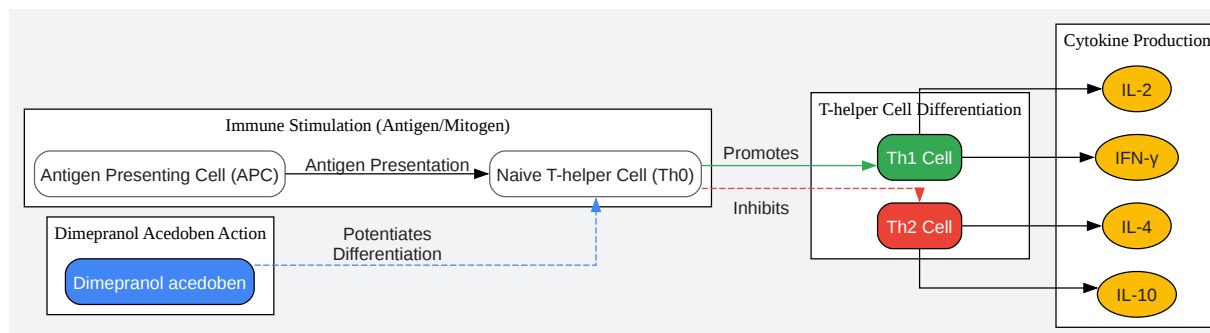 Cytokine Production
IL-2
T-helper Cell Differentiation
Immune Stimulation (Antigen/Mitogen)
Promotes
Th1 Cell
IFN-γ
Antigen Presenting Cell (APC)
Antigen Presentation
Naive T-helper Cell (Th0)
Inhibits
Th2 Cell
IL-4
Dimepranol Acedoben Action
Potentiates
Differentiation
Dimepranol acedoben
IL-10